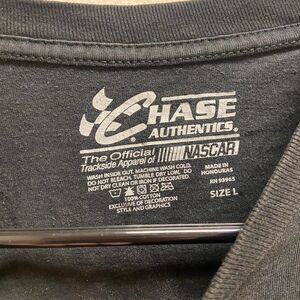 CHASE
AUTHENTICS®
The Official
Trackside Apparel of NASCAR
WASH INSIDE OUT. MACHINE WASH COLD.
DO NOT BLEACH. TUMBLE DRY LOW. DO
NOT DRY CLEAN OR IRON IF DECORATED.
100% COTTON
EXCLUSIVE OF DECORATION
STYLE AND GRAPHICS
MADE IN
HONDURAS
RN 93965
SIZE L